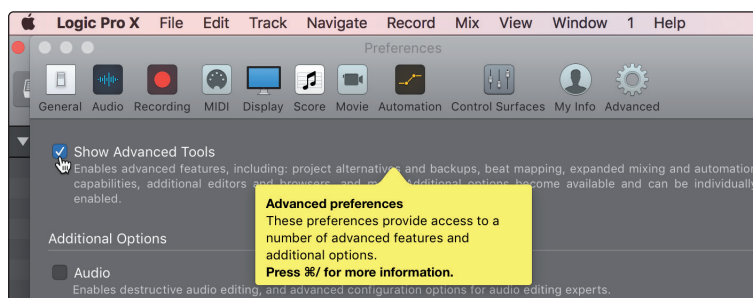 Logic Pro X File Edit Track Navigate Record Mix View Window 1 Help
Preferences
General Audio Recording MIDI Display Score Movie Automation Control Surfaces My Info Advanced
Show Advanced Tools
Enables advanced features, including: project alternatives and backups, beat mapping, expanded mixing and automation
capabilities, additional editors and browsers, and more. Additional options become available and can be individually
enabled.
Advanced preferences
These preferences provide access to a
number of advanced features and
additional options.
Press ⌘/ for more information.
Additional Options
Audio
Enables destructive audio editing, and advanced configuration options for audio editing experts.